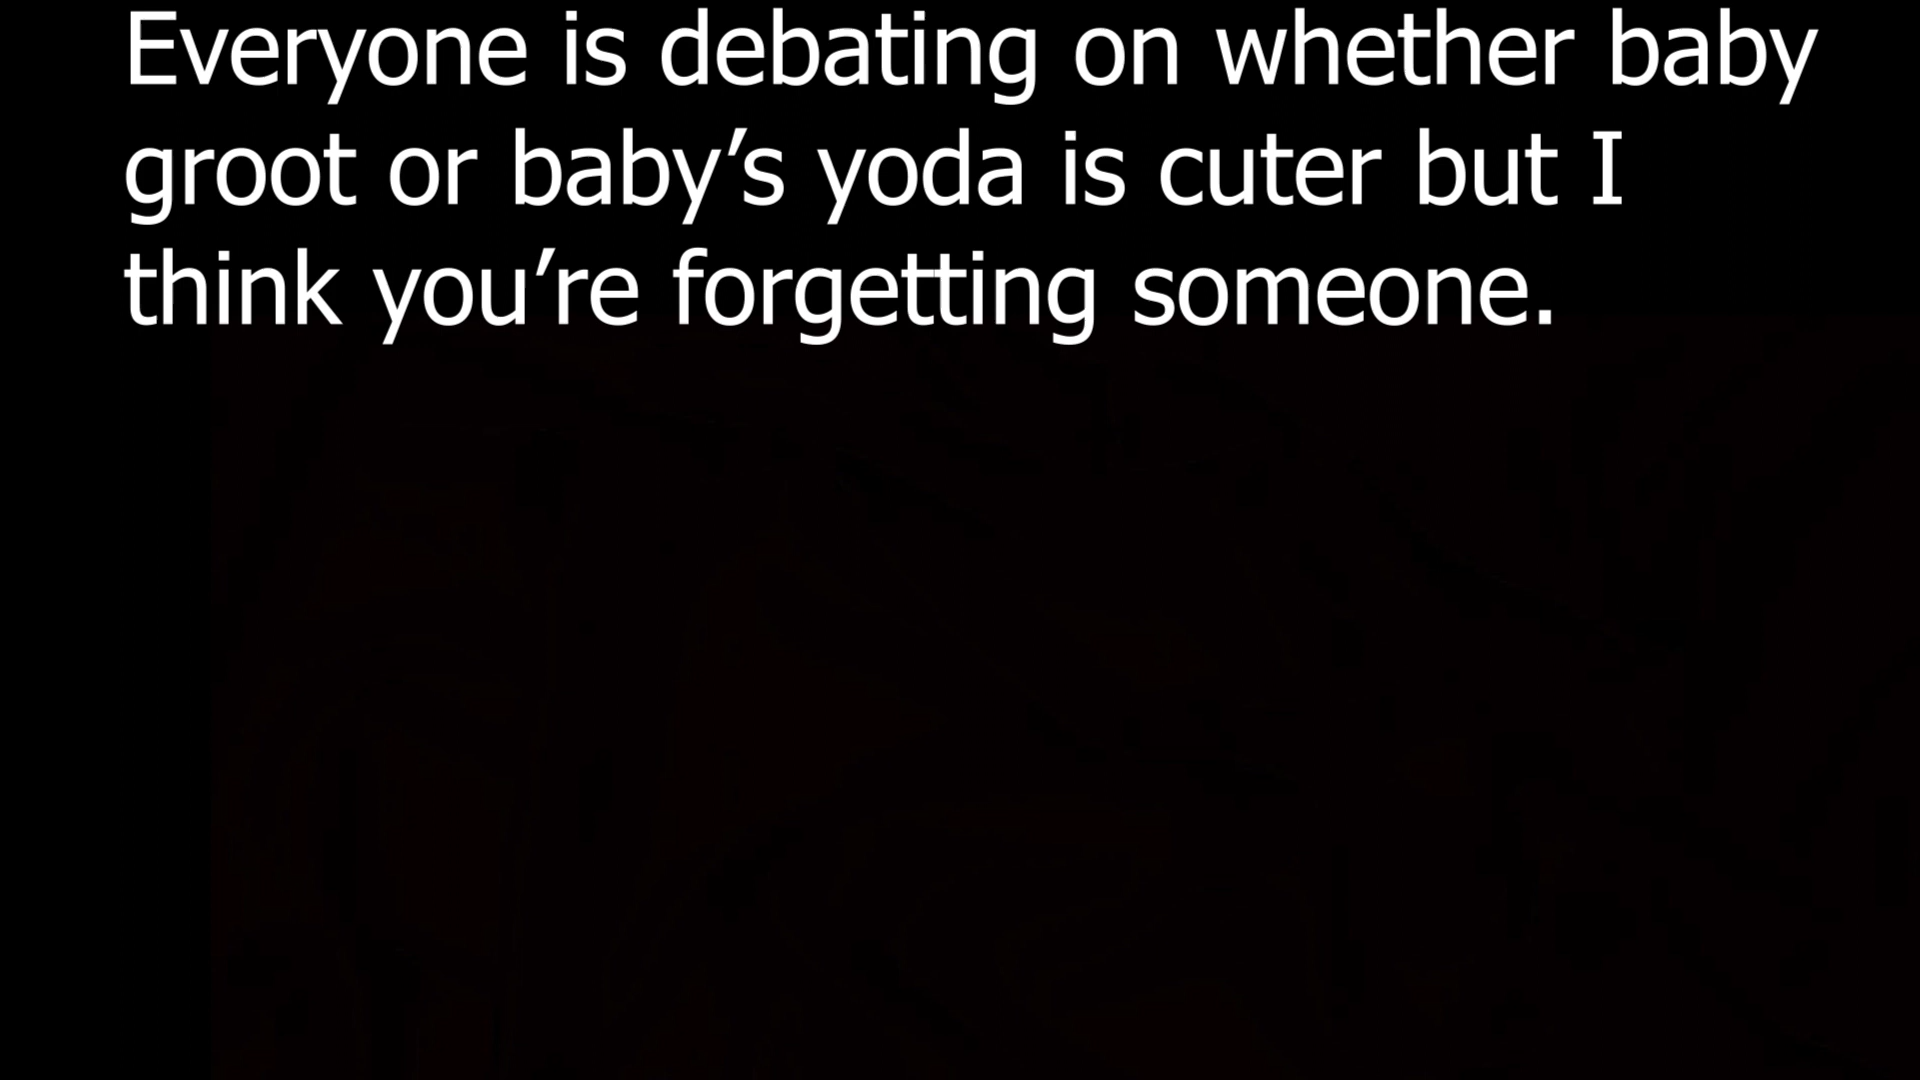 Everyone is debating on whether baby
groot or baby’s yoda is cuter but I
think you’re forgetting someone.